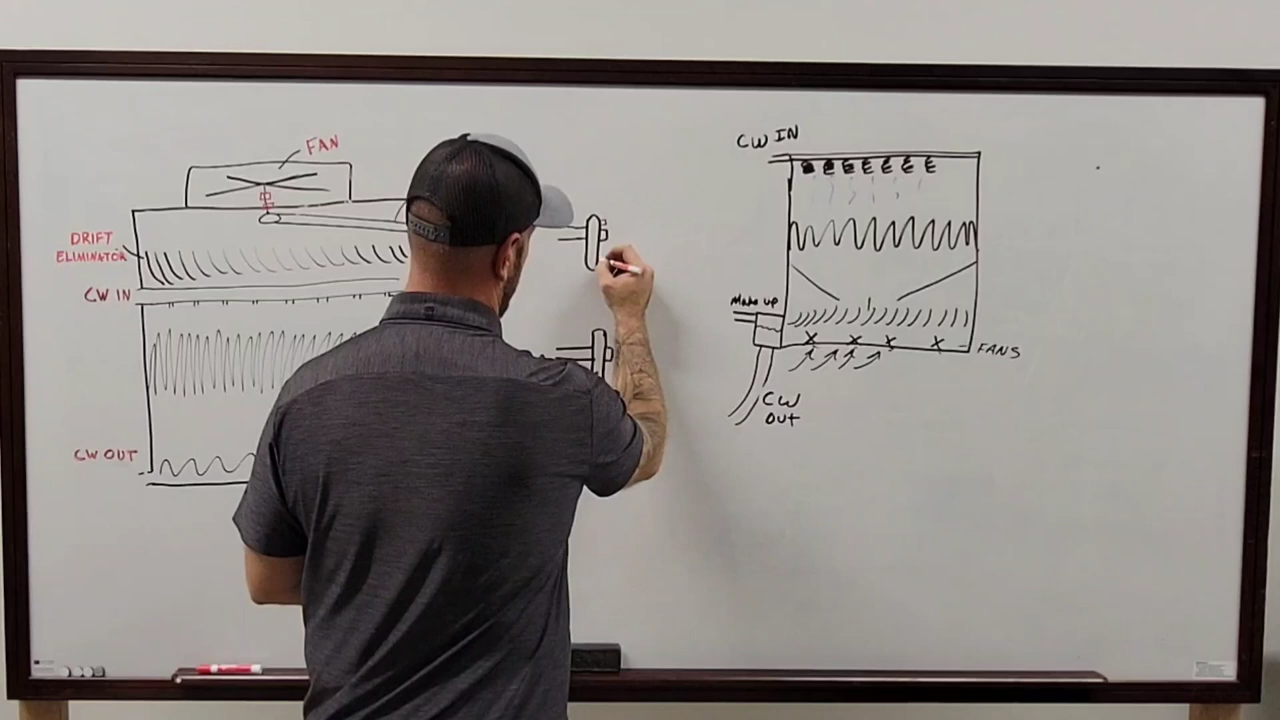 FAN
DRIFT
ELIMINATOR
CW IN
CW OUT
CW IN
Make up
CW
OUT
FANS